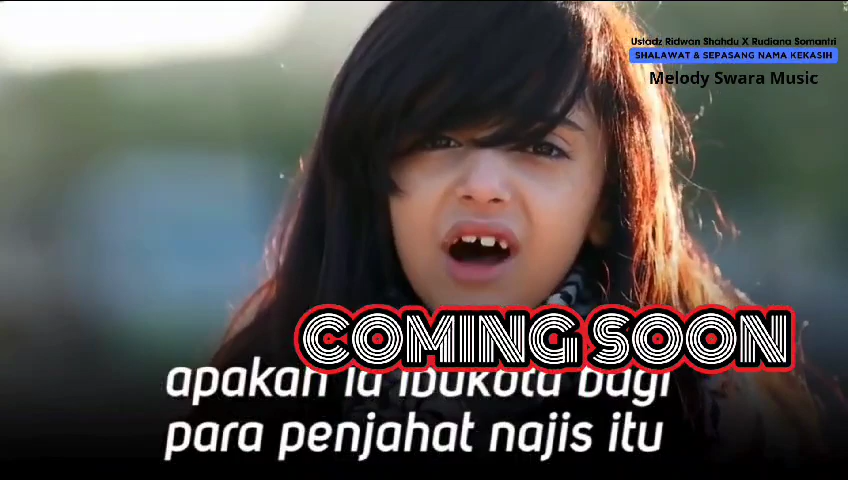 Ustadz Ridwan Shahdu X Rudiana Somantri
SHALAWAT & SEPASANG NAMA KEKASIH
Melody Swara Music
COMING SOON
apakah ia ibukota bagi
para penjahat najis itu